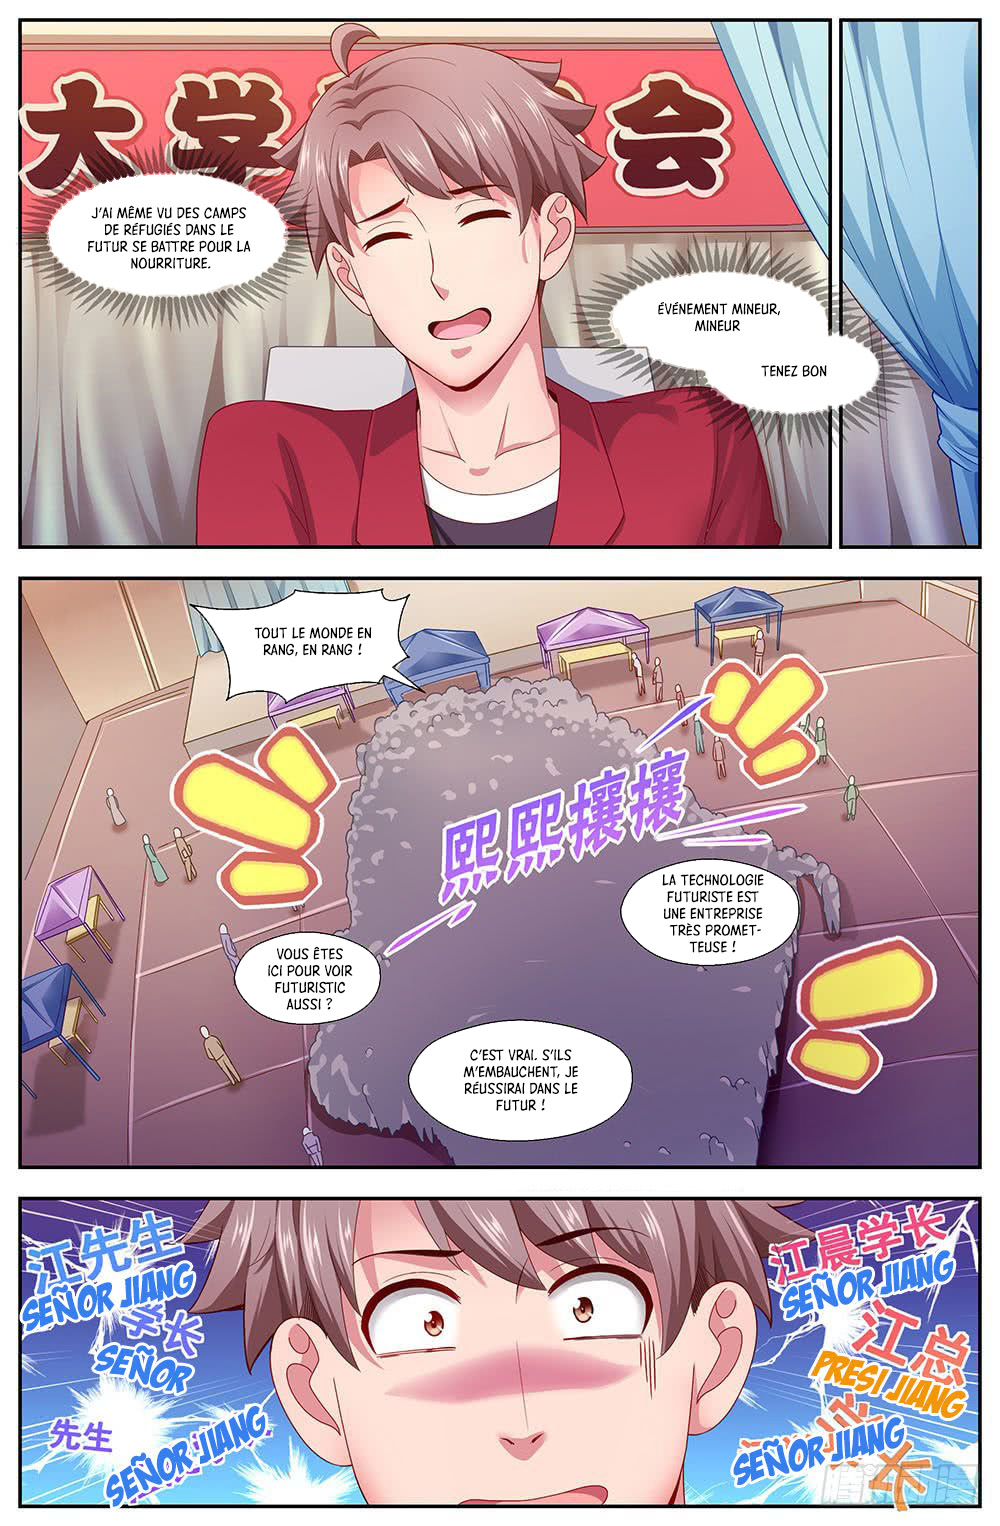 大学 会
J'AI MÊME VU DES CAMPS
DE RÉFUGIÉS DANS LE
FUTUR SE BATTRE POUR LA
NOURRITURE.
ÉVÉNEMENT MINEUR,
MINEUR
TENEZ BON
TOUT LE MONDE EN
RANG, EN RANG !
熙熙攘攘
LA TECHNOLOGIE
FUTURISTE EST
UNE ENTREPRISE
TRÈS PROMET-
TEUSE !
VOUS ÊTES
ICI POUR VOIR
FUTURISTIC
AUSSI ?
C'EST VRAI. S'ILS
M'EMBAUCHENT, JE
RÉUSSIRAI DANS LE
FUTUR !
江先生
SEÑOR JIANG
学长
SEÑOR
先生
SEÑOR JIANG
江晨学长
SEÑOR JIANG
江总
PRESI JIANG
SEÑOR JIANG